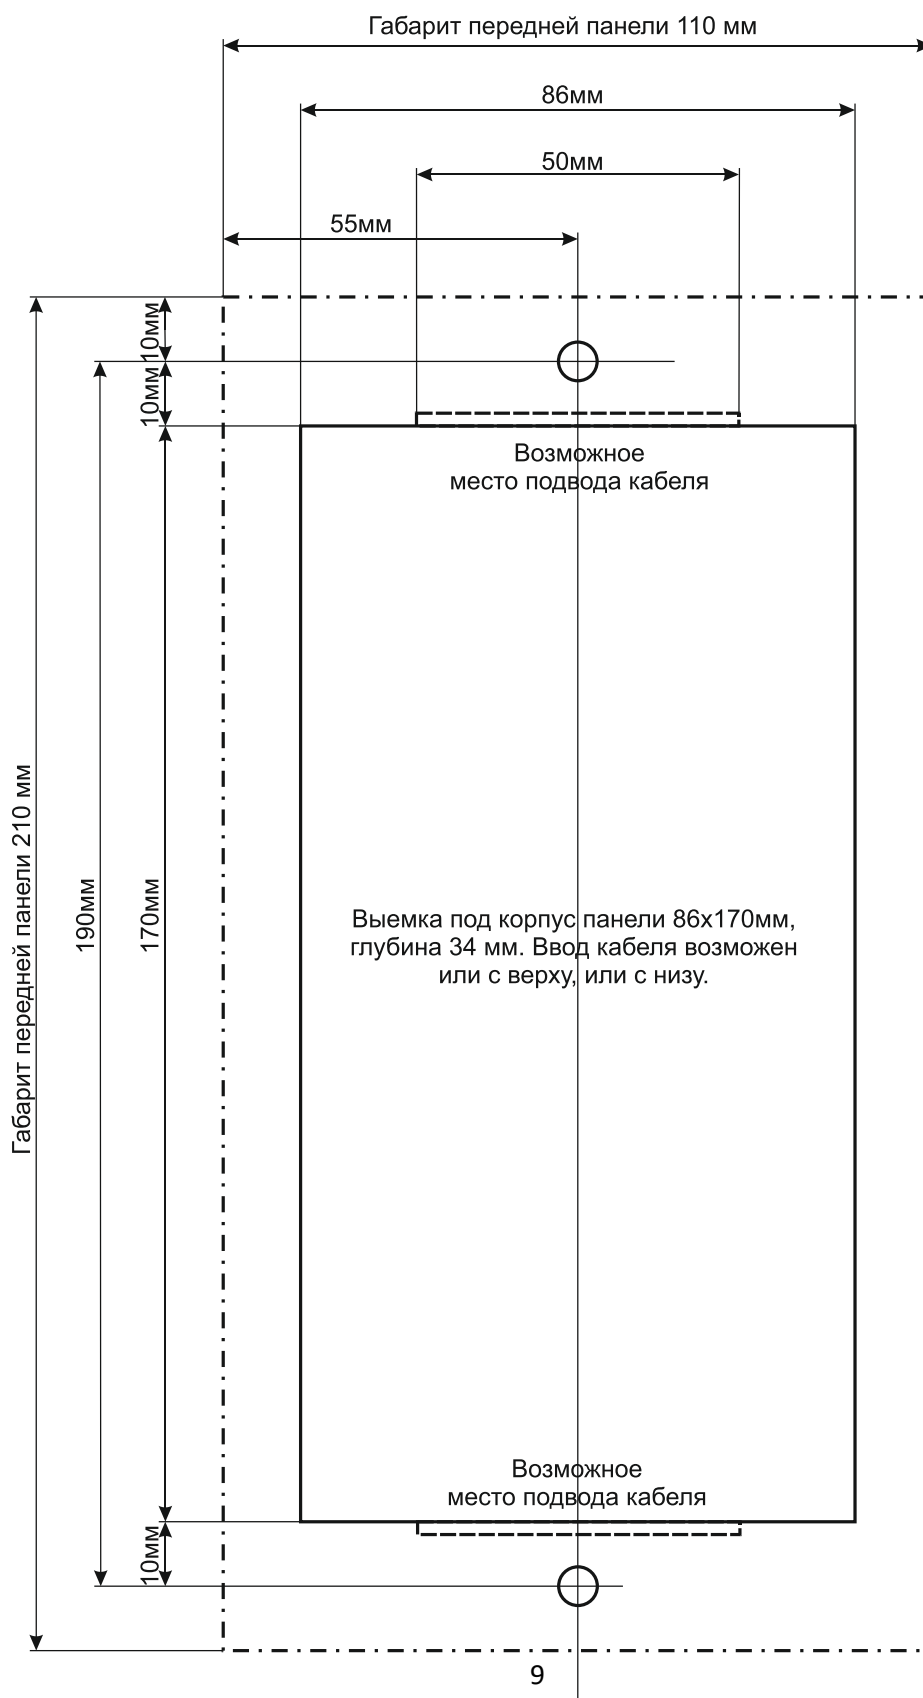 Габарит передней панели 110 мм
86мм
50мм
55мм
10мм
10мм
Возможное
место подвода кабеля
Габарит передней панели 210 мм
190мм
170мм
Выемка под корпус панели 86х170мм,
глубина 34 мм. Ввод кабеля возможен
или с верху, или с низу.
Возможное
место подвода кабеля
10мм
9